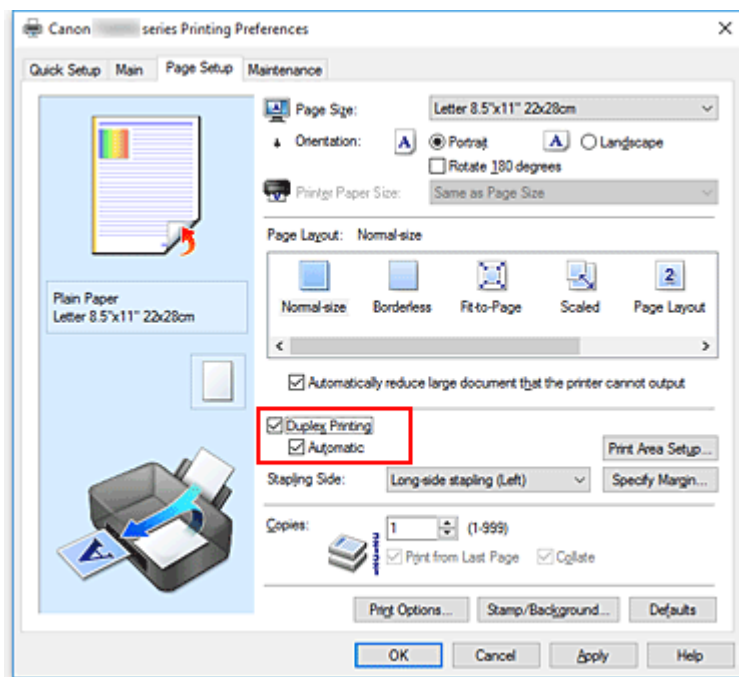 Canon series Printing Preferences
Quick Setup Main Page Setup Maintenance
Page Size: Letter 8.5"x11" 22x28cm
Orientation: A Portrait A Landscape
Rotate 180 degrees
Printer Paper Size: Same as Page Size
Page Layout: Normal-size
2
Normal-size Borderless Fit-to-Page Scaled Page Layout
Plain Paper
Letter 8.5"x11" 22x28cm
Automatically reduce large document that the printer cannot output
Duplex Printing
Automatic
Print Area Setup...
Stapling Side: Long-side stapling (Left) Specify Margin...
Copies: 1 (1-999)
Print from Last Page Collate
A
Print Options... Stamp/Background... Defaults
OK Cancel Apply Help